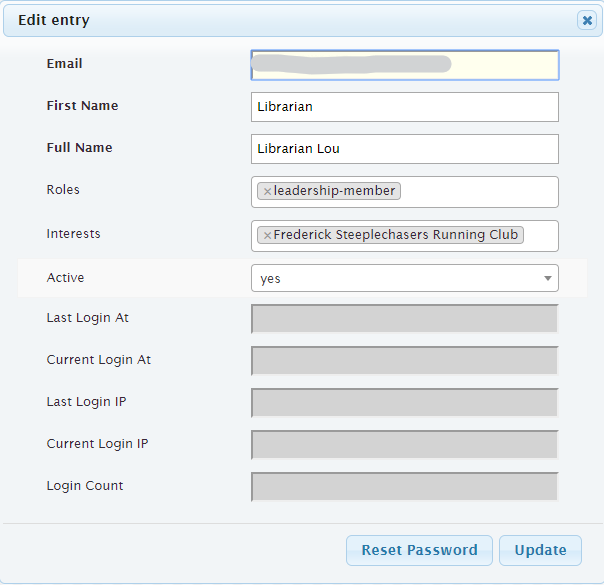 Edit entry
Email
First Name Librarian
Full Name Librarian Lou
Roles ×leadership-member
Interests ×Frederick Steeplechasers Running Club
Active yes
Last Login At
Current Login At
Last Login IP
Current Login IP
Login Count
Reset Password Update